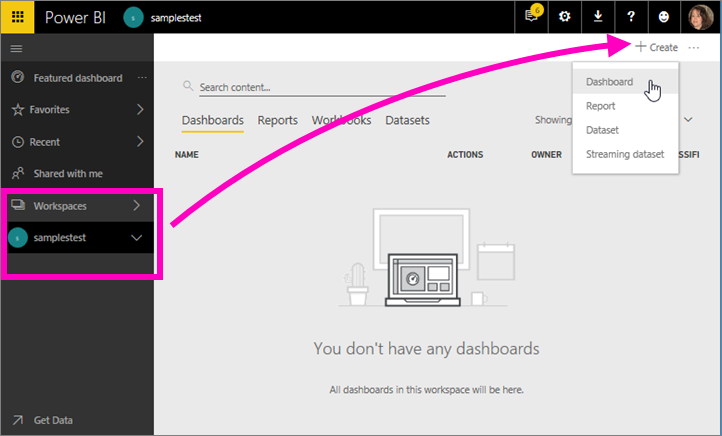 Power BI
s
samplestest
6
?
Create
Featured dashboard
Search content...
Dashboard
Favorites
Report
Dashboards
Reports
Workbooks
Datasets
Showing
Dataset
Recent
NAME
ACTIONS
OWNER
Streaming dataset
SSIFI
Shared with me
Workspaces
s
samplestest
You don't have any dashboards
All dashboards in this workspace will be here.
Get Data